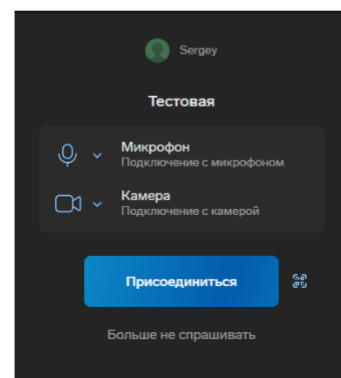 Sergey
Тестовая
Микрофон
Подключение с микрофоном
Камера
Подключение с камерой
Присоединиться
Больше не спрашивать